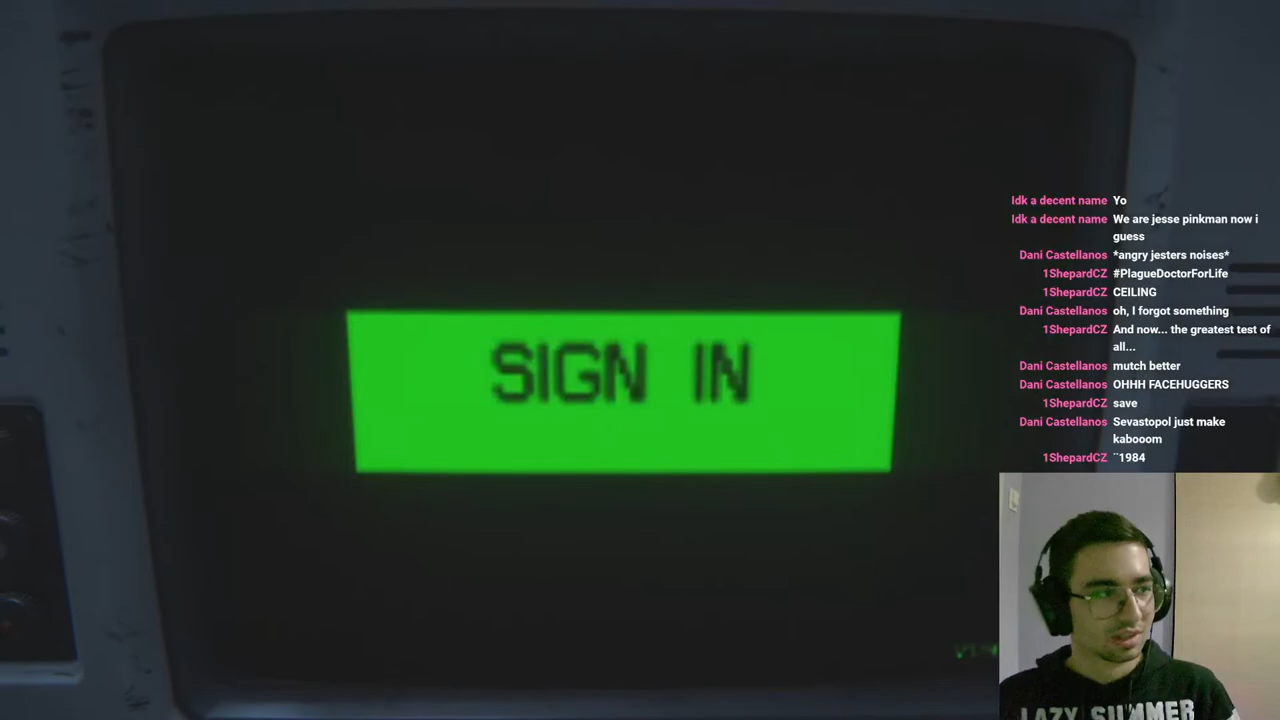 SIGN IN
Idk a decent name Yo
Idk a decent name We are jesse pinkman now i
guess
Dani Castellanos *angry jesters noises*
1ShepardCZ #PlagueDoctorForLife
1ShepardCZ CEILING
Dani Castellanos oh, I forgot something
1ShepardCZ And now... the greatest test of
all...
Dani Castellanos mutch better
Dani Castellanos OHHH FACEHUGGERS
1ShepardCZ save
Dani Castellanos Sevastopol just make
kabooom
1ShepardCZ ¨1984
LAZY SUMMER